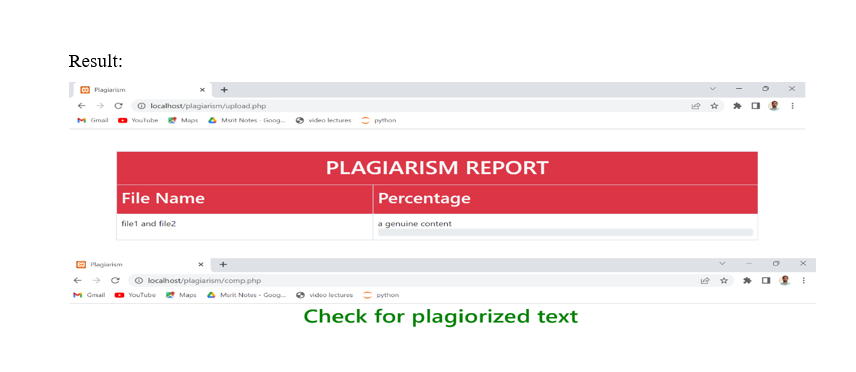 Result:
Plagiarism
localhost/plagiarism/upload.php
Gmail YouTube Maps Msrit Notes - Goog... video lectures python
PLAGIARISM REPORT
File Name Percentage
file1 and file2 a genuine content
Plagiarism
localhost/plagiarism/comp.php
Gmail YouTube Maps Msrit Notes - Goog... video lectures python
Check for plagiorized text